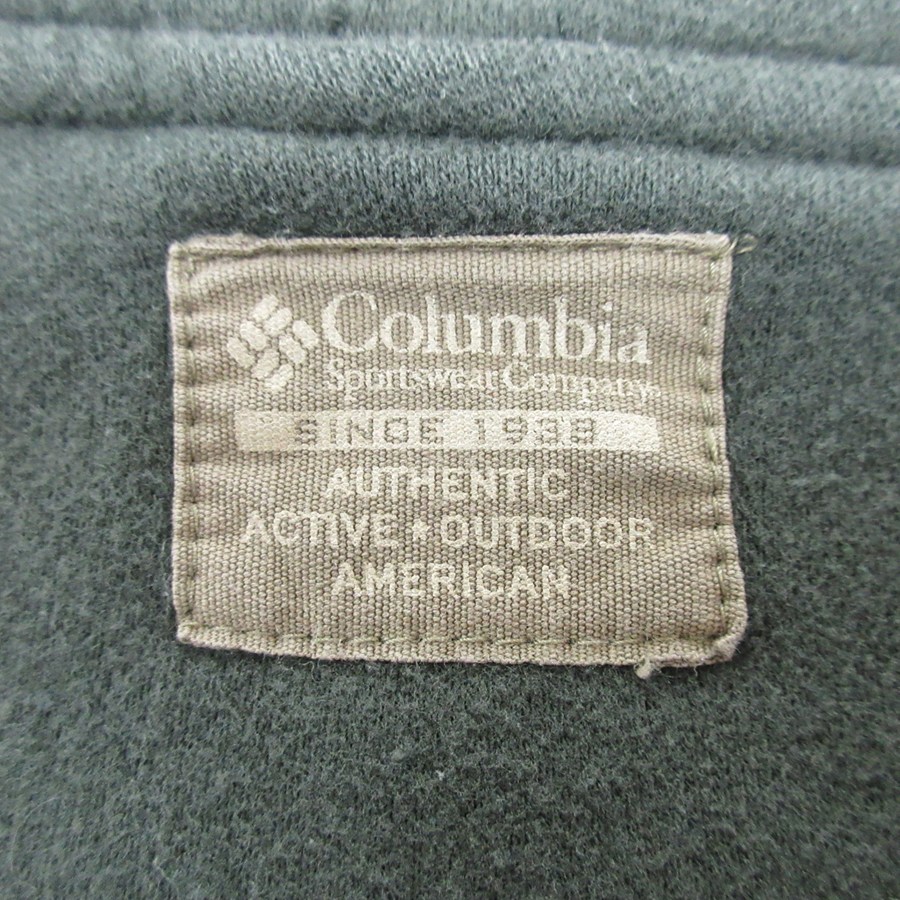 Columbia
Sportswear Company®
SINCE 1938
AUTHENTIC
ACTIVE ★ OUTDOOR
AMERICAN